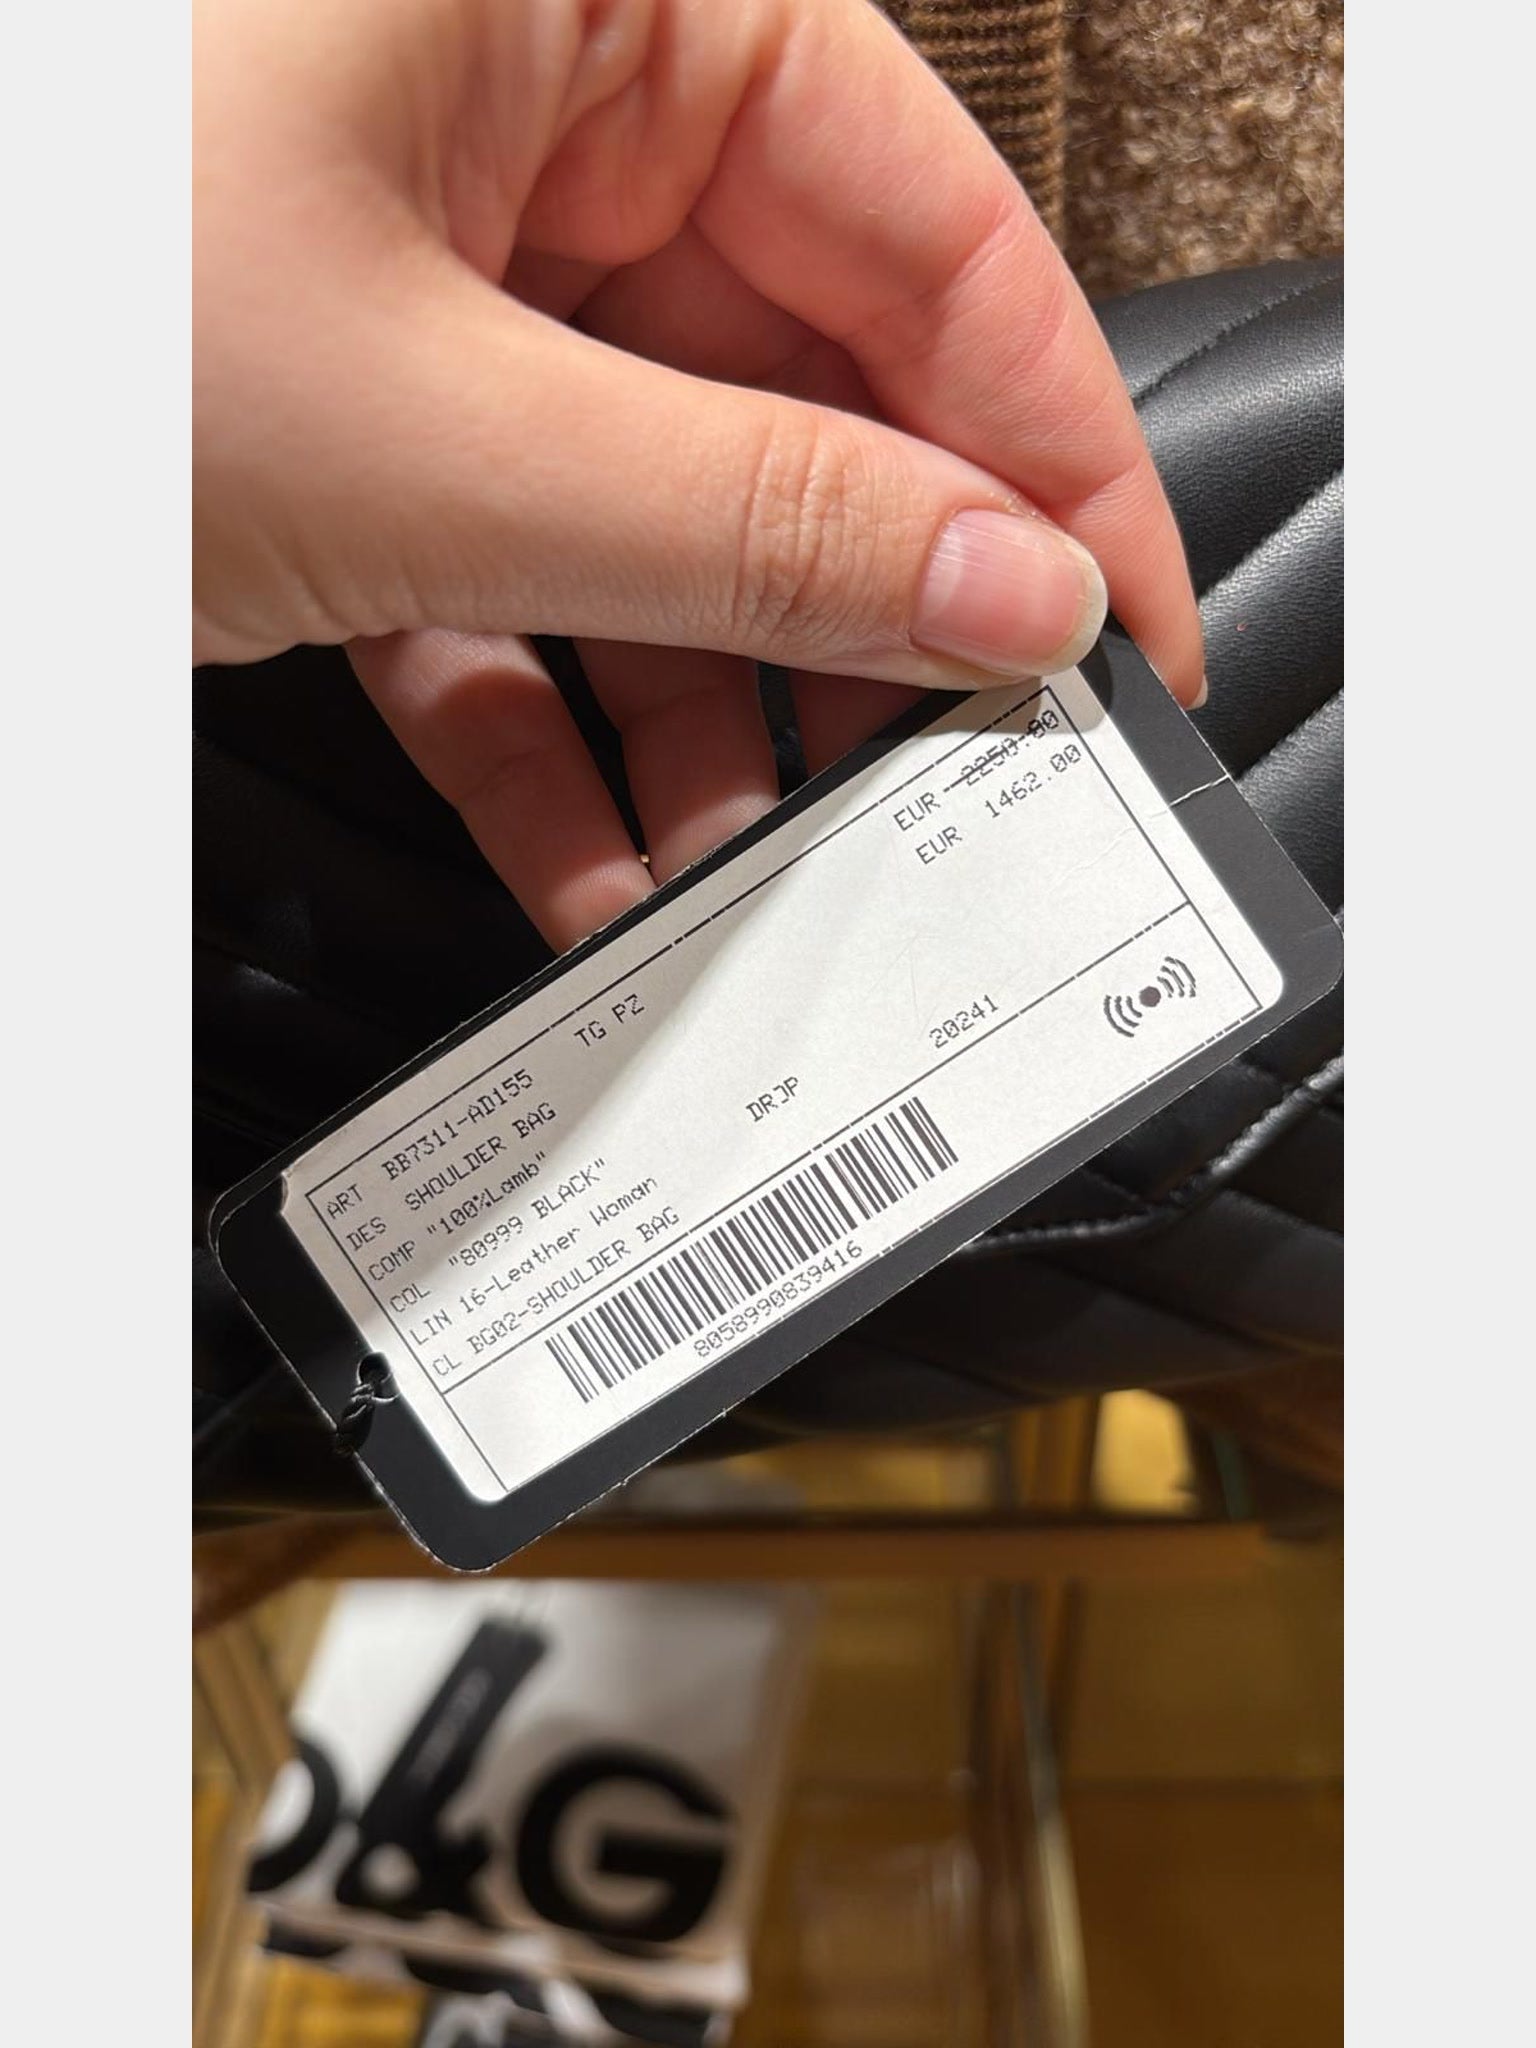 EUR 2250.00
EUR 1462.00
ART BB7311-AD155 TG PZ
DES SHOULDER BAG
COMP "100%Lamb"
COL "80999 BLACK"
LIN 16-Leather Woman DROP 20241
CL BG02-SHOULDER BAG
8058990839416
D&G